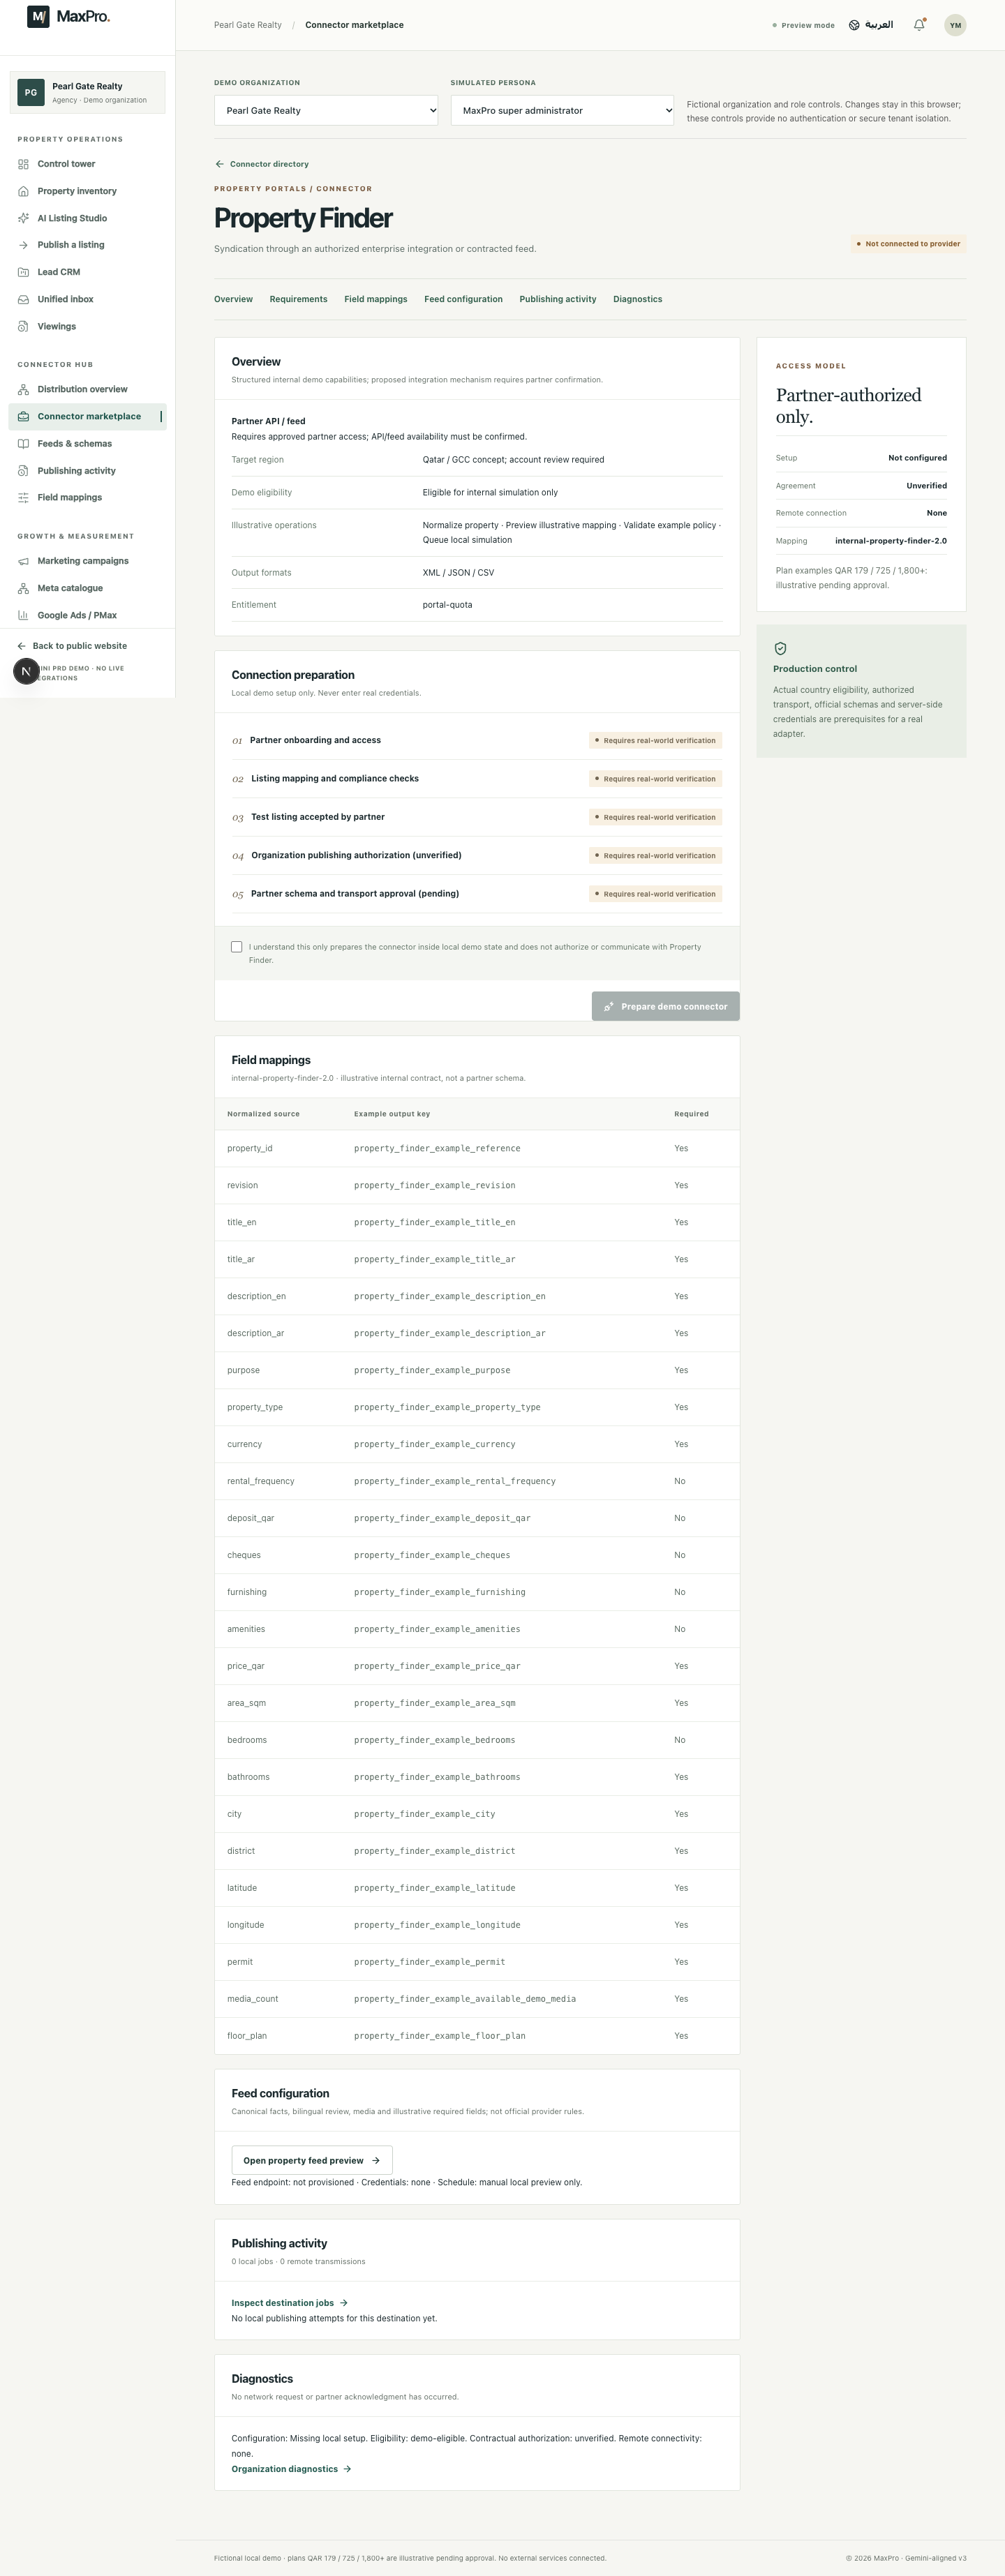 M/ MaxPro.
PG
Pearl Gate Realty
Agency · Demo organization
PROPERTY OPERATIONS
Control tower
Property inventory
AI Listing Studio
Publish a listing
Lead CRM
Unified inbox
Viewings
CONNECTOR HUB
Distribution overview
Connector marketplace
Feeds & schemas
Publishing activity
Field mappings
GROWTH & MEASUREMENT
Marketing campaigns
Meta catalogue
Google Ads / PMax
Back to public website
INI PRD DEMO · NO LIVE
EGRATIONS
N
Pearl Gate Realty / Connector marketplace
Preview mode
العربية
YM
DEMO ORGANIZATION
Pearl Gate Realty
SIMULATED PERSONA
MaxPro super administrator
Fictional organization and role controls. Changes stay in this browser;
these controls provide no authentication or secure tenant isolation.
Connector directory
PROPERTY PORTALS / CONNECTOR
Property Finder
Syndication through an authorized enterprise integration or contracted feed.
Not connected to provider
Overview Requirements Field mappings Feed configuration Publishing activity Diagnostics
Overview
Structured internal demo capabilities; proposed integration mechanism requires partner confirmation.
Partner API / feed
Requires approved partner access; API/feed availability must be confirmed.
Target region Qatar / GCC concept; account review required
Demo eligibility Eligible for internal simulation only
Illustrative operations Normalize property · Preview illustrative mapping · Validate example policy ·
Queue local simulation
Output formats XML / JSON / CSV
Entitlement portal-quota
ACCESS MODEL
Partner-authorized
only.
Setup Not configured
Agreement Unverified
Remote connection None
Mapping internal-property-finder-2.0
Plan examples QAR 179 / 725 / 1,800+:
illustrative pending approval.
Production control
Actual country eligibility, authorized
transport, official schemas and server-side
credentials are prerequisites for a real
adapter.
Connection preparation
Local demo setup only. Never enter real credentials.
01 Partner onboarding and access Requires real-world verification
02 Listing mapping and compliance checks Requires real-world verification
03 Test listing accepted by partner Requires real-world verification
04 Organization publishing authorization (unverified) Requires real-world verification
05 Partner schema and transport approval (pending) Requires real-world verification
I understand this only prepares the connector inside local demo state and does not authorize or communicate with Property
Finder.
Prepare demo connector
Field mappings
internal-property-finder-2.0 · illustrative internal contract, not a partner schema.
Normalized source Example output key Required
property_id property_finder_example_reference Yes
revision property_finder_example_revision Yes
title_en property_finder_example_title_en Yes
title_ar property_finder_example_title_ar Yes
description_en property_finder_example_description_en Yes
description_ar property_finder_example_description_ar Yes
purpose property_finder_example_purpose Yes
property_type property_finder_example_property_type Yes
currency property_finder_example_currency Yes
rental_frequency property_finder_example_rental_frequency No
deposit_qar property_finder_example_deposit_qar No
cheques property_finder_example_cheques No
furnishing property_finder_example_furnishing No
amenities property_finder_example_amenities No
price_qar property_finder_example_price_qar Yes
area_sqm property_finder_example_area_sqm Yes
bedrooms property_finder_example_bedrooms No
bathrooms property_finder_example_bathrooms Yes
city property_finder_example_city Yes
district property_finder_example_district Yes
latitude property_finder_example_latitude Yes
longitude property_finder_example_longitude Yes
permit property_finder_example_permit Yes
media_count property_finder_example_available_demo_media Yes
floor_plan property_finder_example_floor_plan Yes
Feed configuration
Canonical facts, bilingual review, media and illustrative required fields; not official provider rules.
Open property feed preview
Feed endpoint: not provisioned · Credentials: none · Schedule: manual local preview only.
Publishing activity
0 local jobs · 0 remote transmissions
Inspect destination jobs
No local publishing attempts for this destination yet.
Diagnostics
No network request or partner acknowledgment has occurred.
Configuration: Missing local setup. Eligibility: demo-eligible. Contractual authorization: unverified. Remote connectivity:
none.
Organization diagnostics
Fictional local demo · plans QAR 179 / 725 / 1,800+ are illustrative pending approval. No external services connected.
© 2026 MaxPro · Gemini-aligned v3